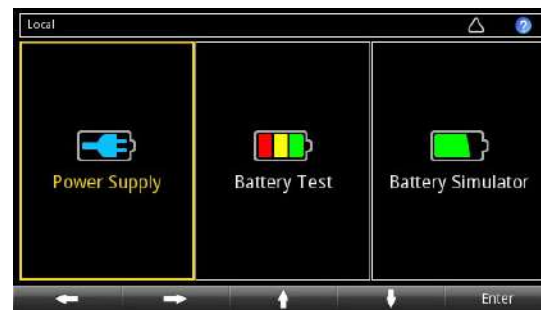 Local
?
Power Supply
Battery Test
Battery Simulator
Enter